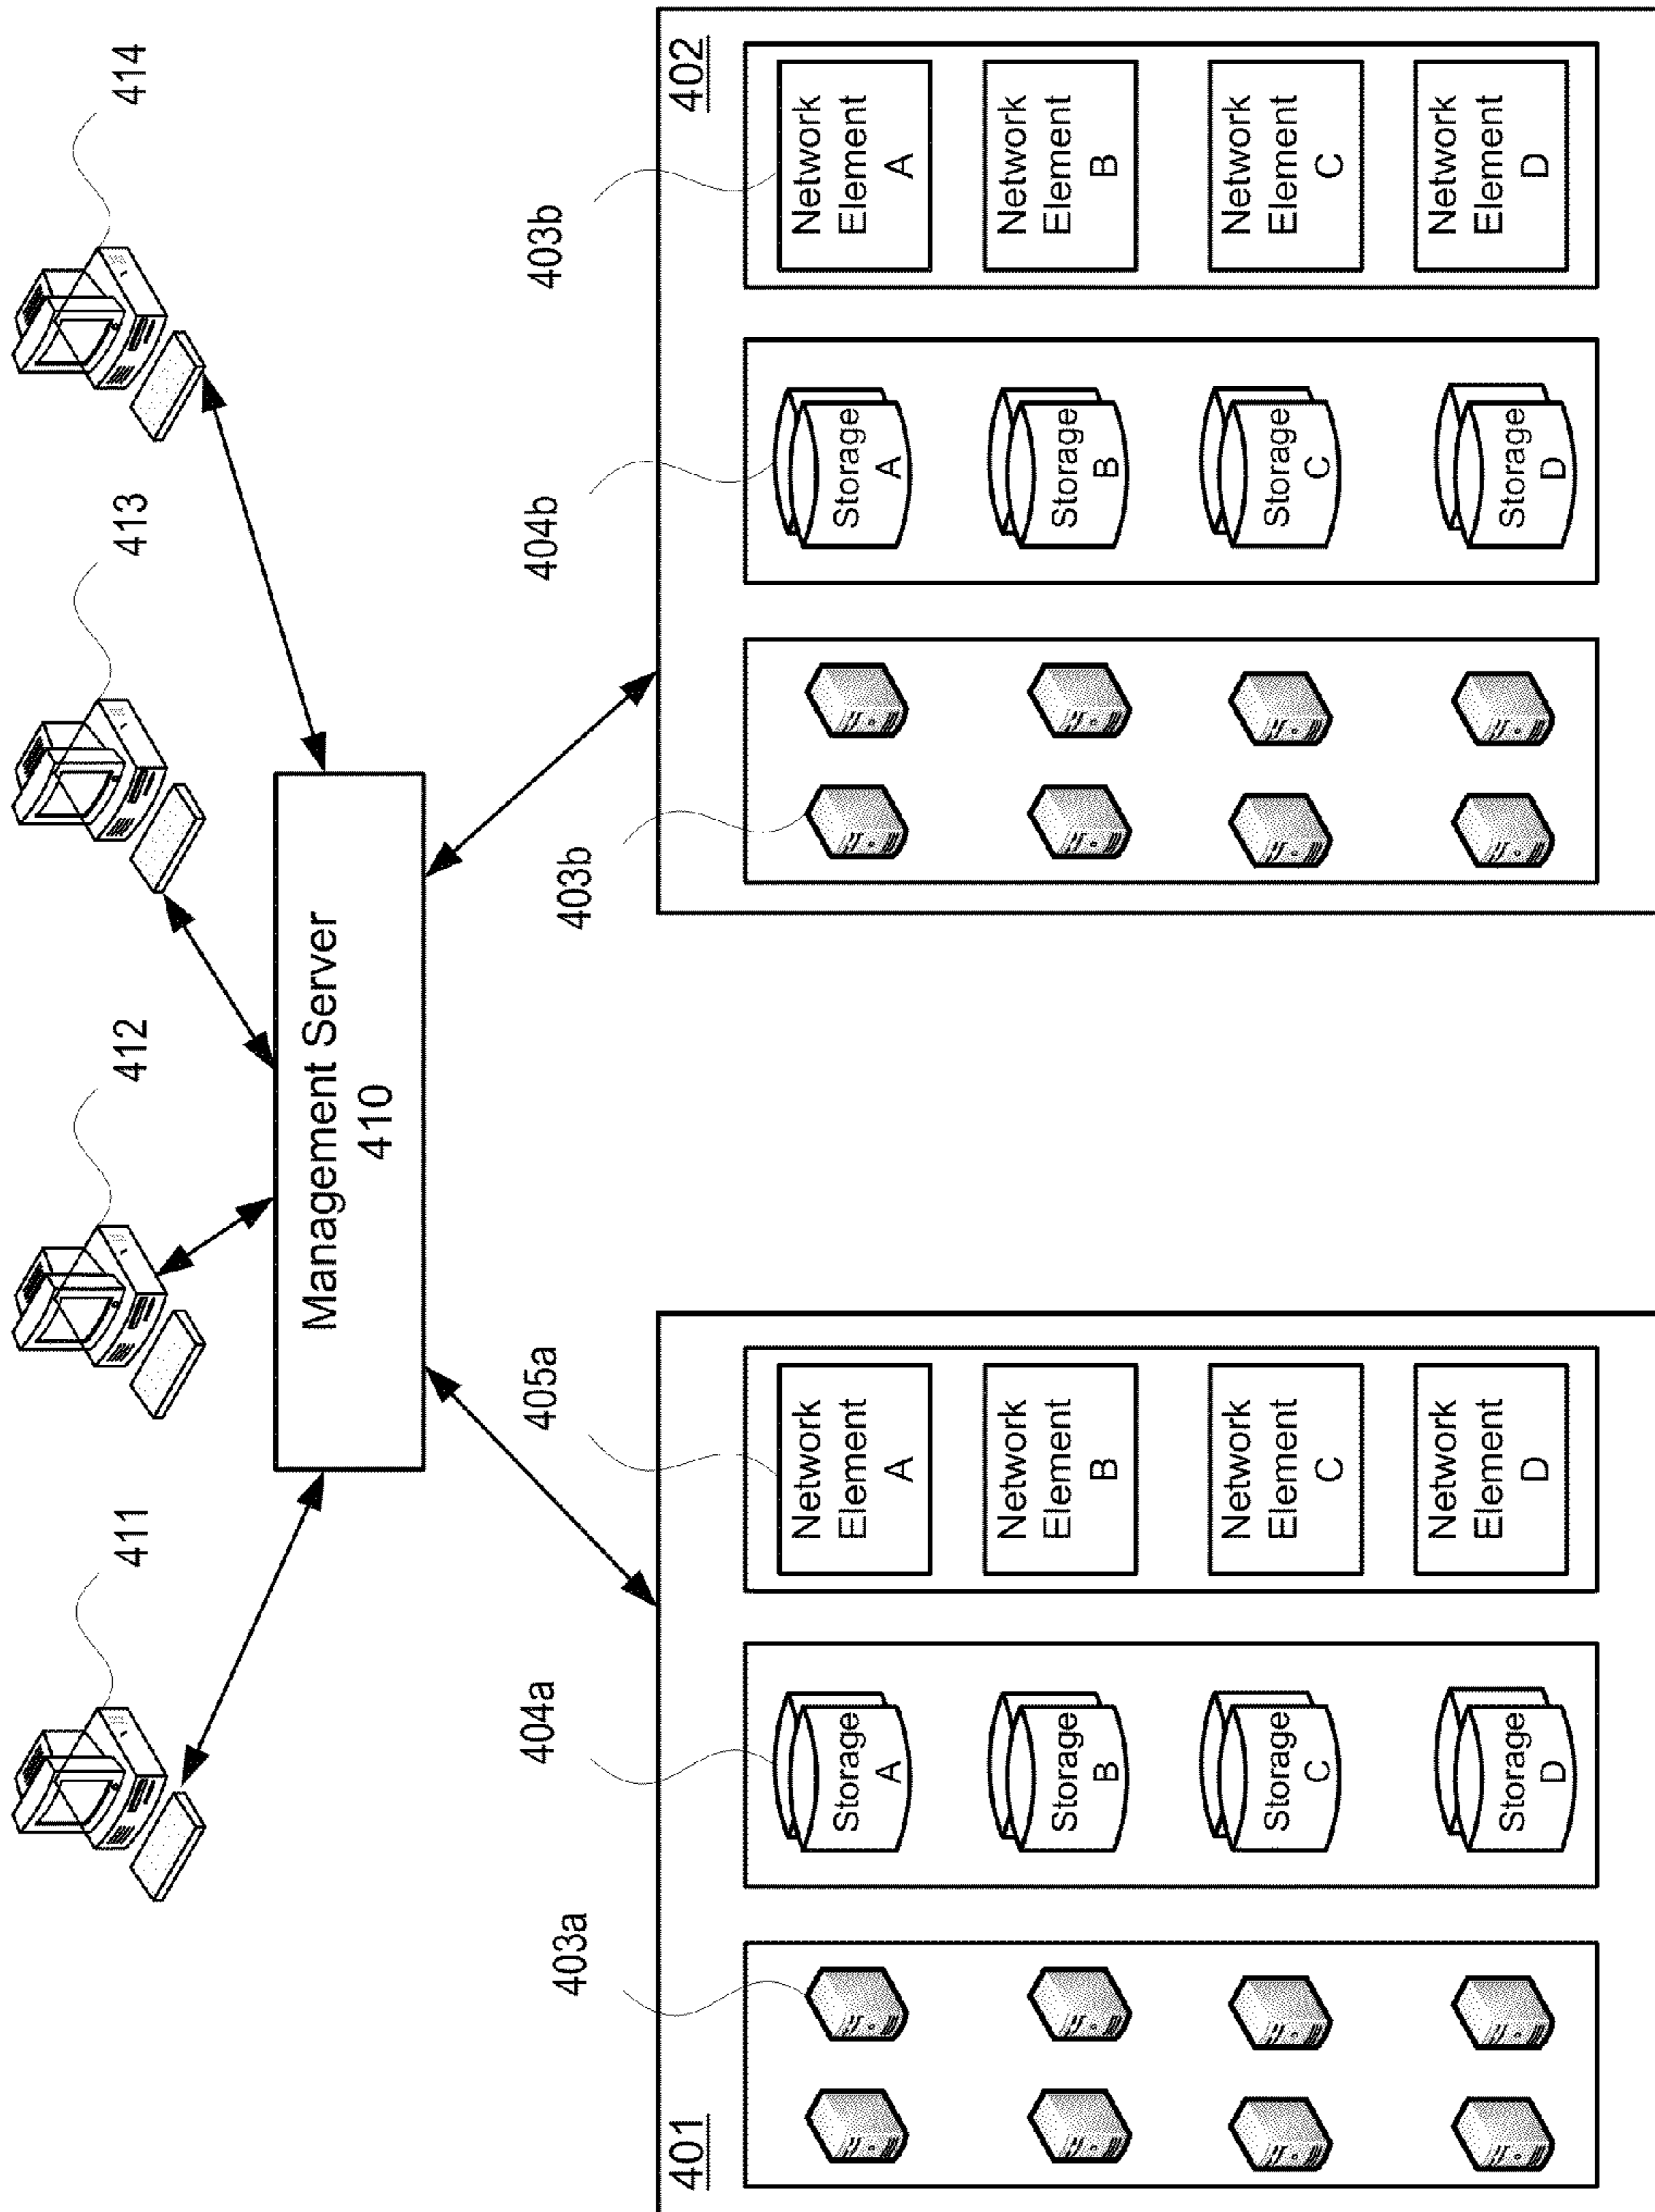 411
412
413
414
Management Server
410
401
403a
404a
405a
Storage
A
Storage
B
Storage
C
Storage
D
Network
Element
A
Network
Element
B
Network
Element
C
Network
Element
D
402
403b
404b
403b
Storage
A
Storage
B
Storage
C
Storage
D
Network
Element
A
Network
Element
B
Network
Element
C
Network
Element
D